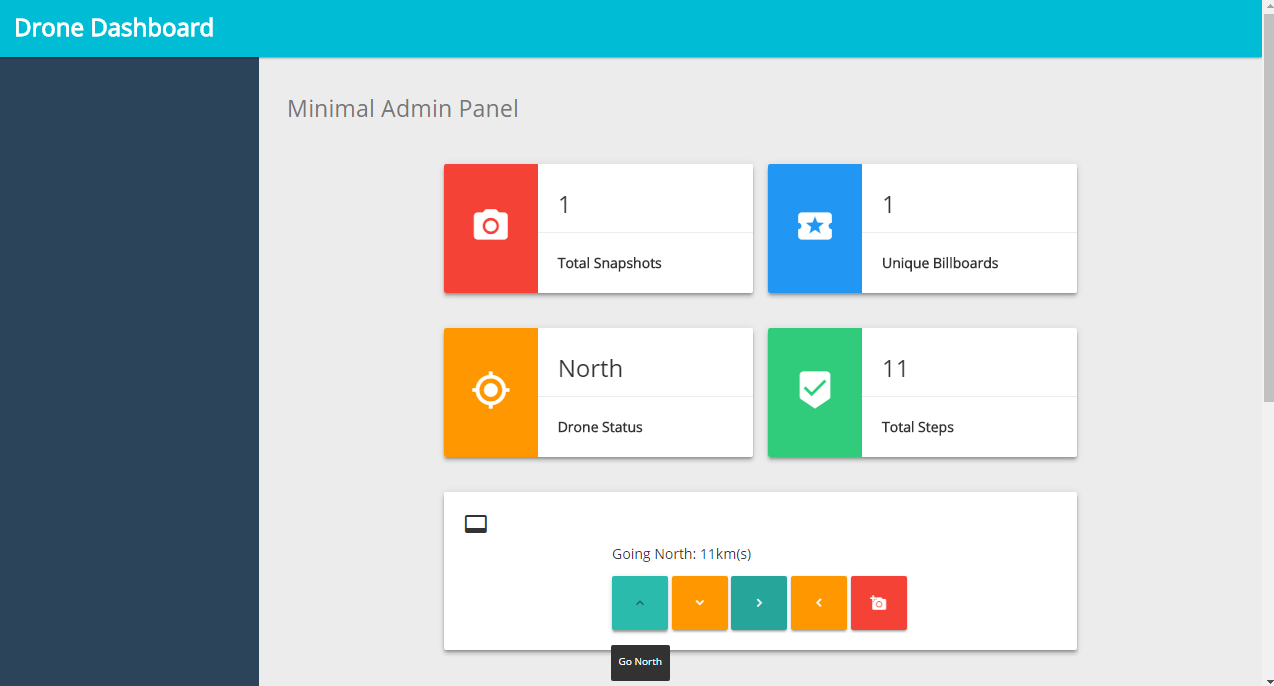 Drone Dashboard
Minimal Admin Panel
1
Total Snapshots
1
Unique Billboards
North
Drone Status
11
Total Steps
Going North: 11km(s)
Go North